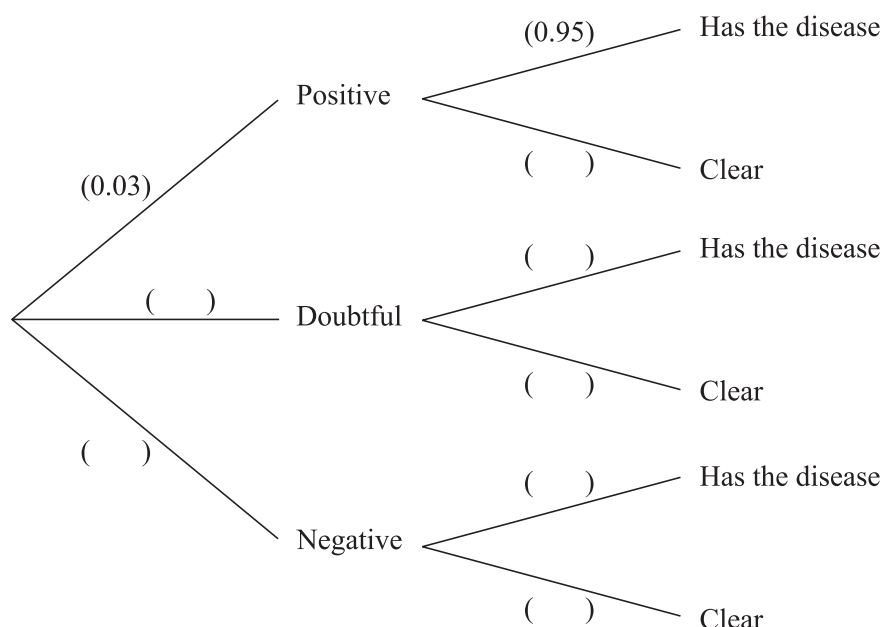 (0.95)
Has the disease
Positive
( )
Clear
(0.03)
( )
Has the disease
( )
Doubtful
( )
Clear
( )
( )
Has the disease
Negative
( )
Clear